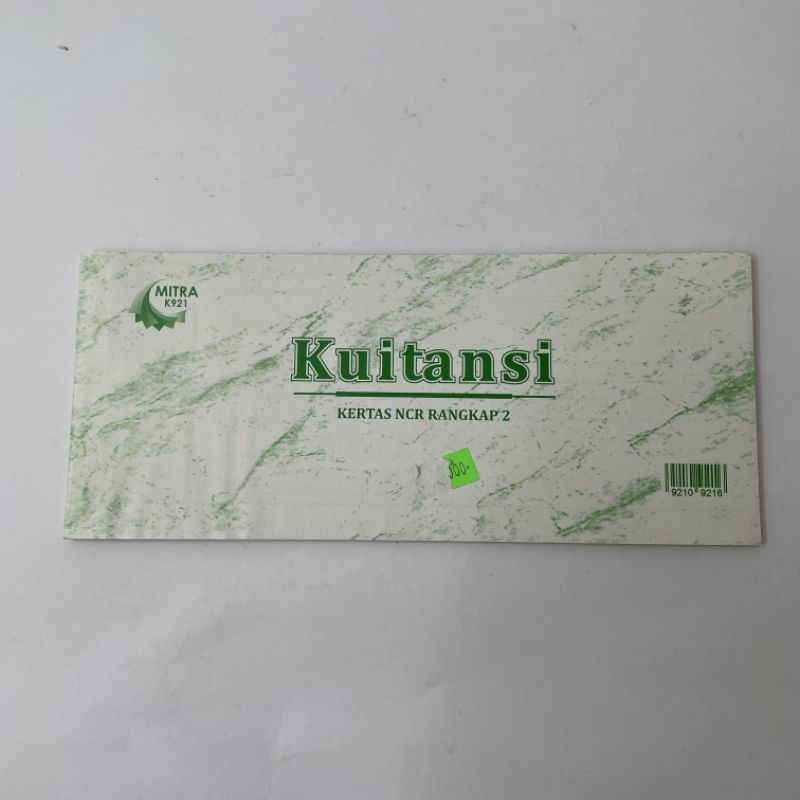 MITRA
K921
Kuitansi
KERTAS NCR RANGKAP 2
9210 9216